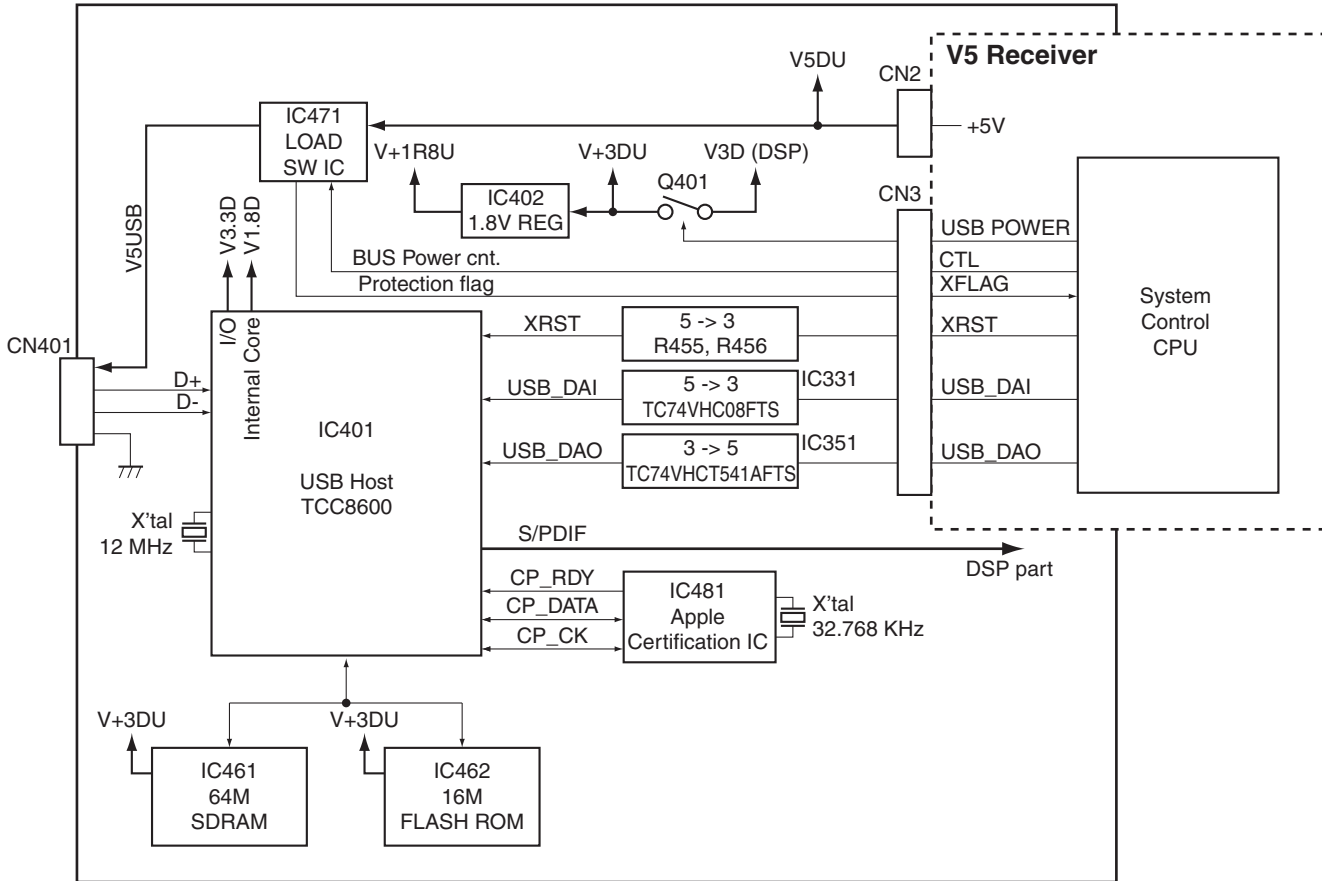 V5 Receiver
V5DU
CN2
+5V
IC471
LOAD
SW IC
V+1R8U
V+3DU
V3D (DSP)
Q401
IC402
1.8V REG
CN3
V5USB
V3.3D
V1.8D
BUS Power cnt.
Protection flag
USB POWER
CTL
XFLAG
System
Control
CPU
I/O
Internal Core
XRST
5 -> 3
R455, R456
XRST
CN401
D+
D-
USB_DAI
5 -> 3
TC74VHC08FTS
IC331
USB_DAI
IC401
USB Host
TCC8600
USB_DAO
3 -> 5
TC74VHCT541AFTS
IC351
USB_DAO
X'tal
12 MHz
S/PDIF
DSP part
CP_RDY
CP_DATA
CP_CK
IC481
Apple
Certification IC
X'tal
32.768 KHz
V+3DU
V+3DU
IC461
64M
SDRAM
IC462
16M
FLASH ROM